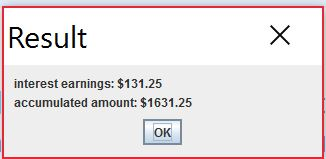 Result
interest earnings: $131.25
accumulated amount: $1631.25
OK